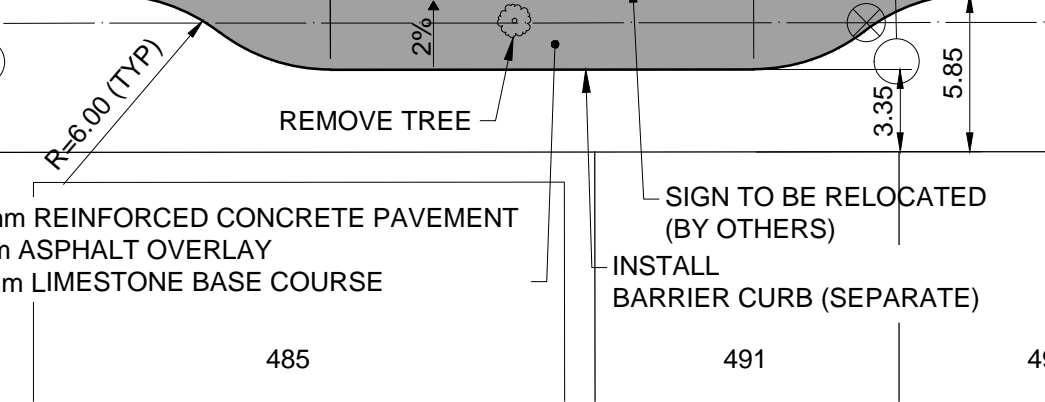 2%
5.85
3.35
R=6.00 (TYP)
REMOVE TREE
SIGN TO BE RELOCATED
(BY OTHERS)
REINFORCED CONCRETE PAVEMENT
ASPHALT OVERLAY
LIMESTONE BASE COURSE
INSTALL
BARRIER CURB (SEPARATE)
485
491